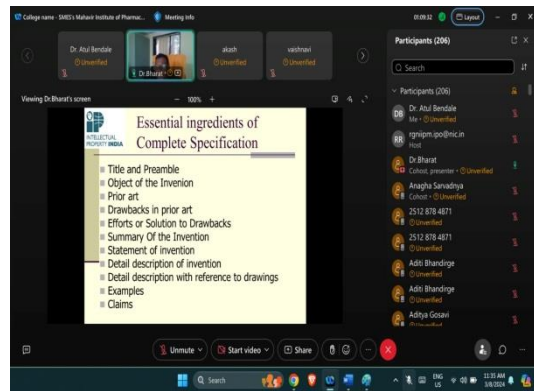 College name - SMES's Mahavir Institute of Pharmac...
Meeting Info
01:09:32
Layout
Dr. Atul Bendale
Unverified
Dr.Bharat
akash
Unverified
vaishnavi
Unverified
Viewing Dr.Bharat's screen
100%
INTELLECTUAL
PROPERTY INDIA
Essential ingredients of
Complete Specification
Title and Preamble
Object of the Invenion
Prior art
Drawbacks in prior art
Efforts or Solution to Drawbacks
Summary Of the Invention
Statement of invention
Detail description of invention
Detail description with reference to drawings
Examples
Claims
Participants (206)
Search
Participants (206)
DB
Dr. Atul Bendale
Me • Unverified
RR
rgniipm.ipo@nic.in
Host
Dr.Bharat
Cohost, presenter • Unverified
Anagha Sarvadnya
Cohost • Unverified
2512 878 4871
Unverified
2512 878 4871
Unverified
Aditi Bhandirge
Unverified
Aditi Bhandirge
Unverified
Aditya Gosavi
Unverified
Unmute
Start video
Share
Search
ENG
US
11:35 AM
3/8/2024